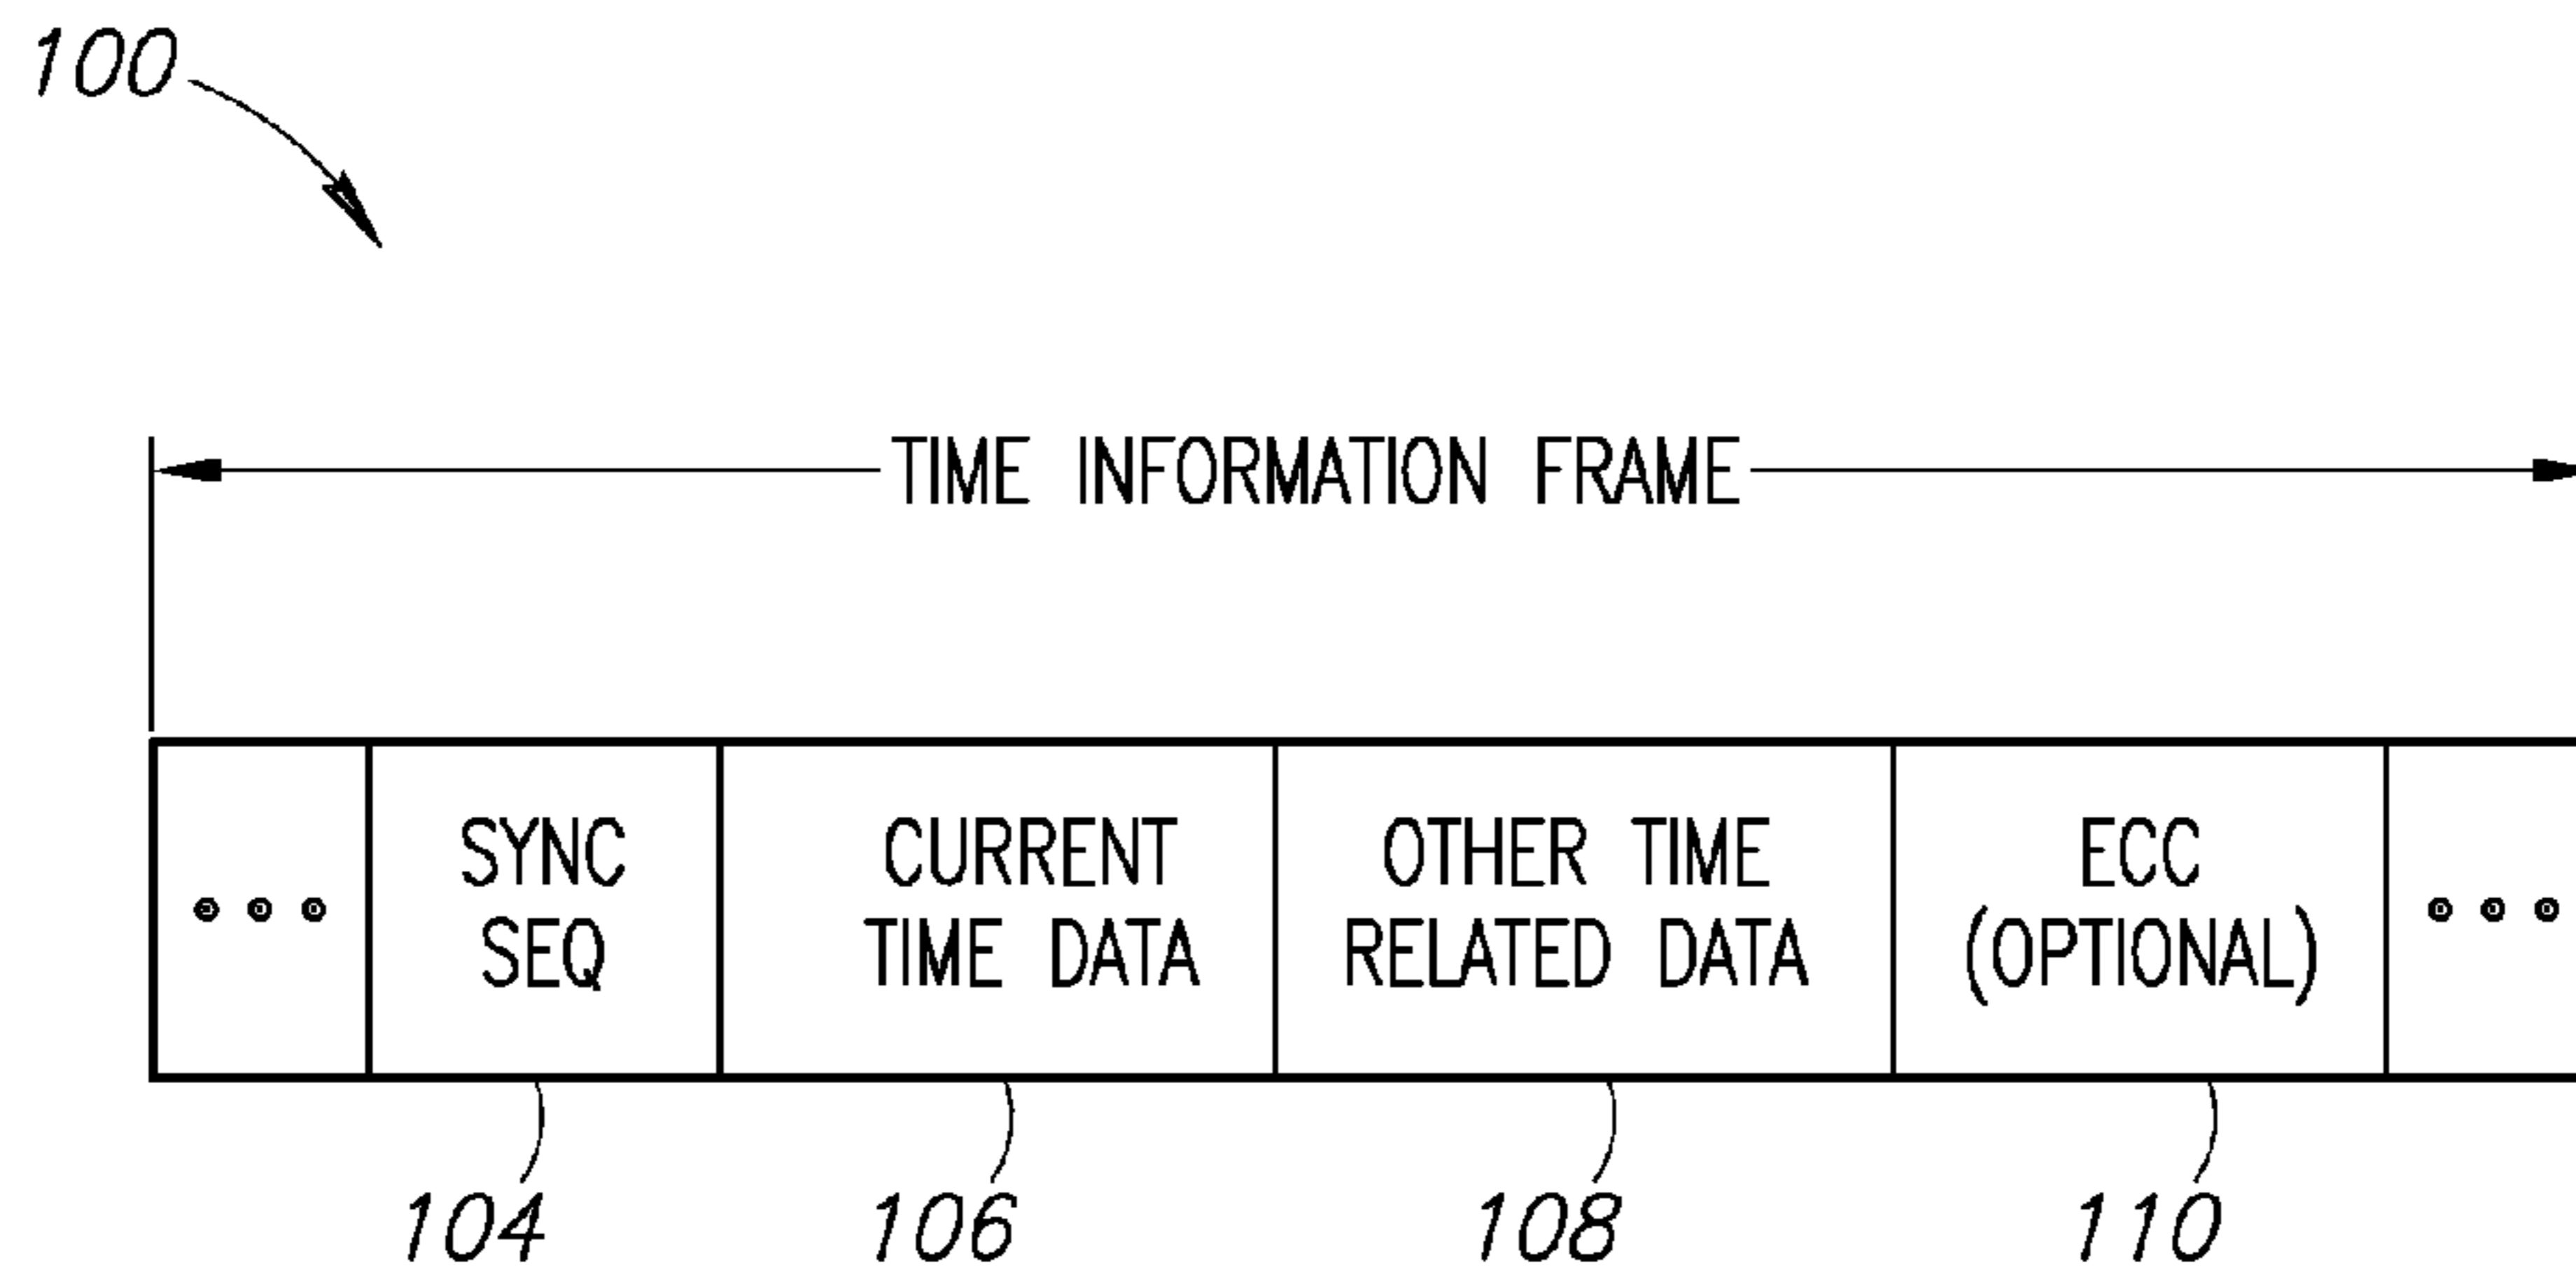 100
TIME INFORMATION FRAME
SYNC
SEQ
CURRENT
TIME DATA
OTHER TIME
RELATED DATA
ECC
(OPTIONAL)
104
106
108
110